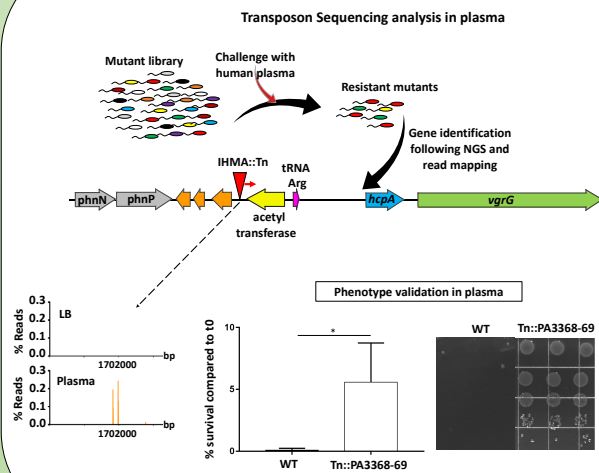 Transposon Sequencing analysis in plasma
Mutant library
Challenge with
human plasma
Resistant mutants
Gene identification
following NGS and
read mapping
IHMA::Tn
tRNA
Arg
phnN
phnP
acetyl
transferase
hcpA
vgrG
Phenotype validation in plasma
% Reads
0.3
0.2
0.1
0.0
LB
1702000
bp
% Reads
0.3
0.2
0.1
0.0
Plasma
1702000
bp
% survival compared to t0
10
5
0
*
WT
Tn::PA3368-69
WT
Tn::PA3368-69